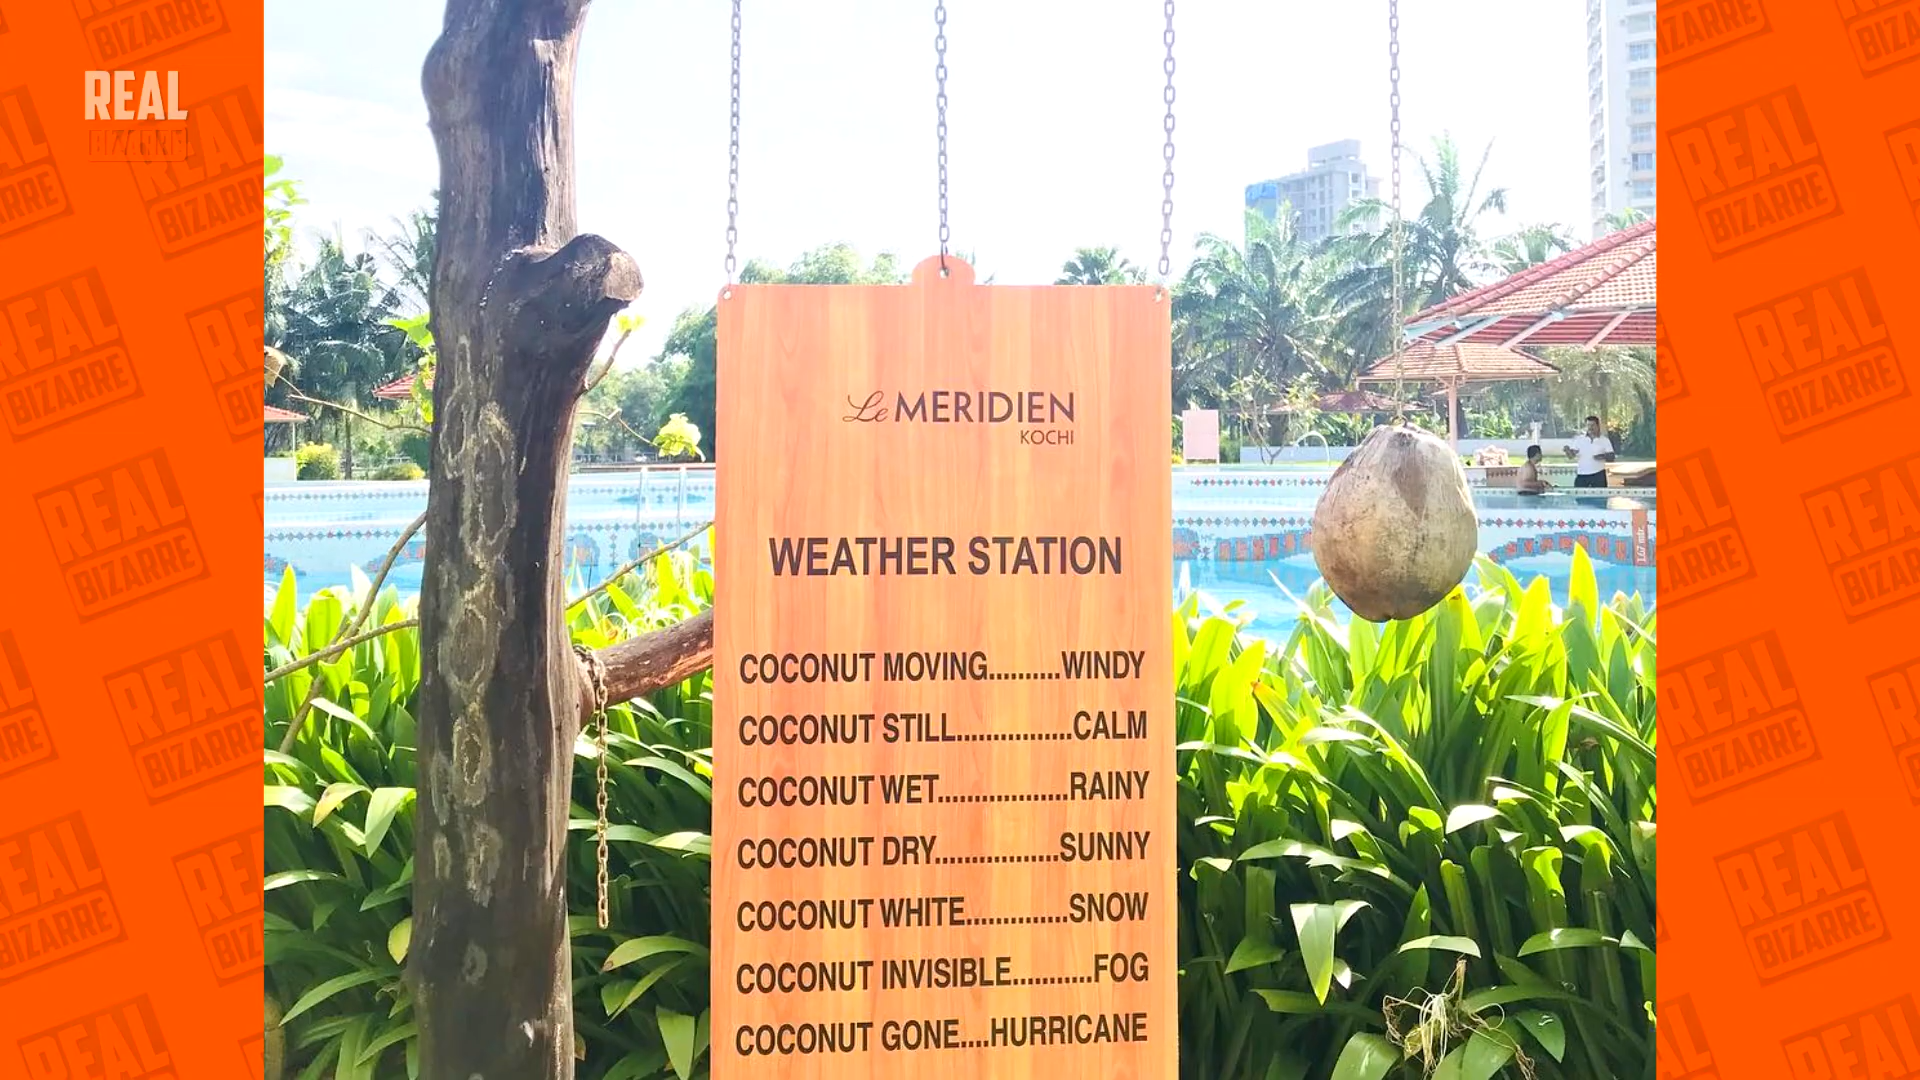 REAL
BIZARRE
Le MERIDIEN
KOCHI
WEATHER STATION
COCONUT MOVING..........WINDY
COCONUT STILL................CALM
COCONUT WET..................RAINY
COCONUT DRY.................SUNNY
COCONUT WHITE..............SNOW
COCONUT INVISIBLE...........FOG
COCONUT GONE....HURRICANE